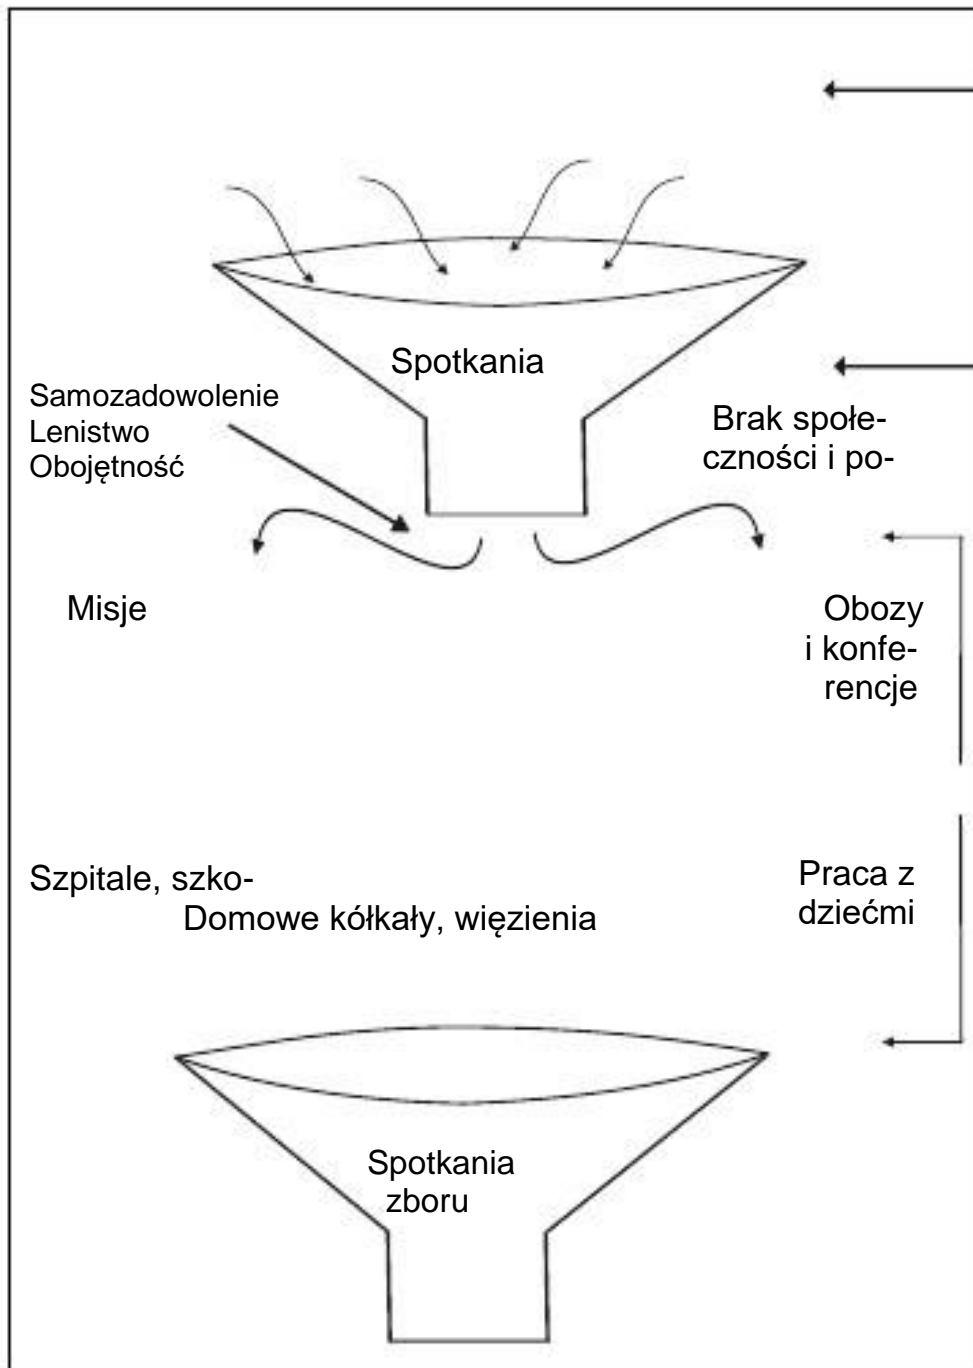 Spotkania
Samozadowolenie
Lenistwo
Obojętność
Brak społe-
czności i po-
Misje
Obozy
i konfe-
rencje
Szpitale, szko-
Domowe kółkały, więzienia
Praca z
dziećmi
Spotkania
zboru